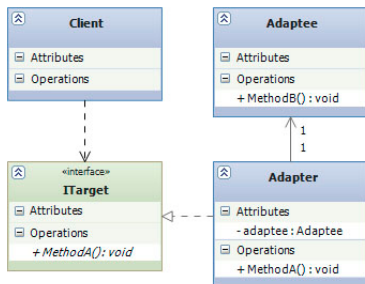 Client
Attributes
Operations
Adaptee
Attributes
Operations
+ MethodB() : void
1
1
«interface»
ITarget
Attributes
Operations
+ MethodA() : void
Adapter
Attributes
- adaptee : Adaptee
Operations
+ MethodA() : void